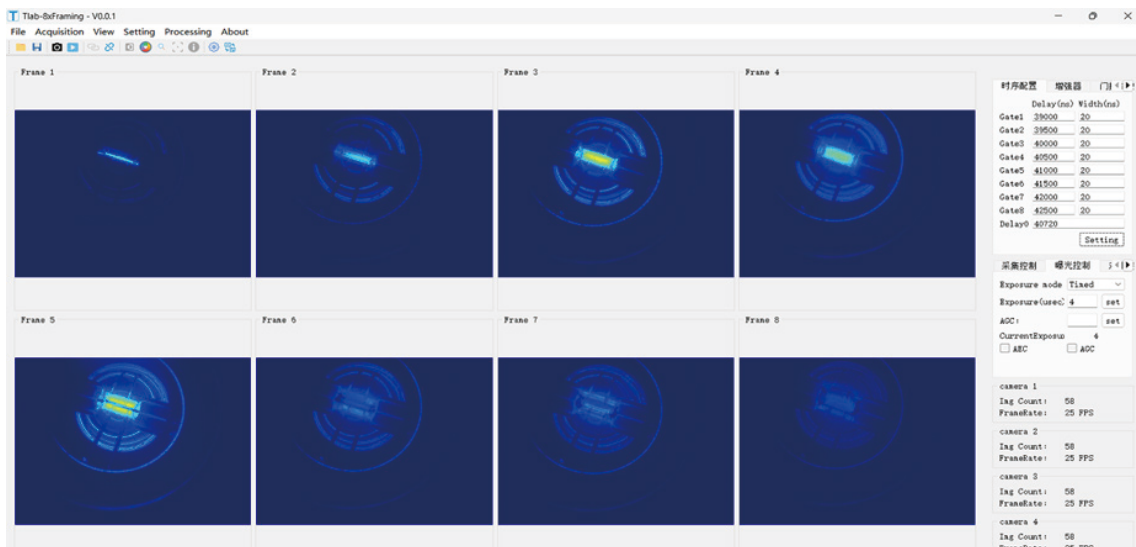 Tlab-8xFraming - V0.0.1
File Acquisition View Setting Processing About
Frame 1
Frame 2
Frame 3
Frame 4
时序配置 增强器
Delay(ns) Width(ns)
Gate1 39000 20
Gate2 39500 20
Gate3 40000 20
Gate4 40500 20
Gate5 41000 20
Gate6 41500 20
Gate7 42000 20
Gate8 42500 20
Delay0 40720
Setting
采集控制 曝光控制
Exposure mode Timed
Exposure(usec) 4 set
AGC: set
CurrentExposu 4
AEC AGC
Frame 5
Frame 6
Frame 7
Frame 8
camera 1
Img Count: 58
FrameRate: 25 FPS
camera 2
Img Count: 58
FrameRate: 25 FPS
camera 3
Img Count: 58
FrameRate: 25 FPS
camera 4
Img Count: 58